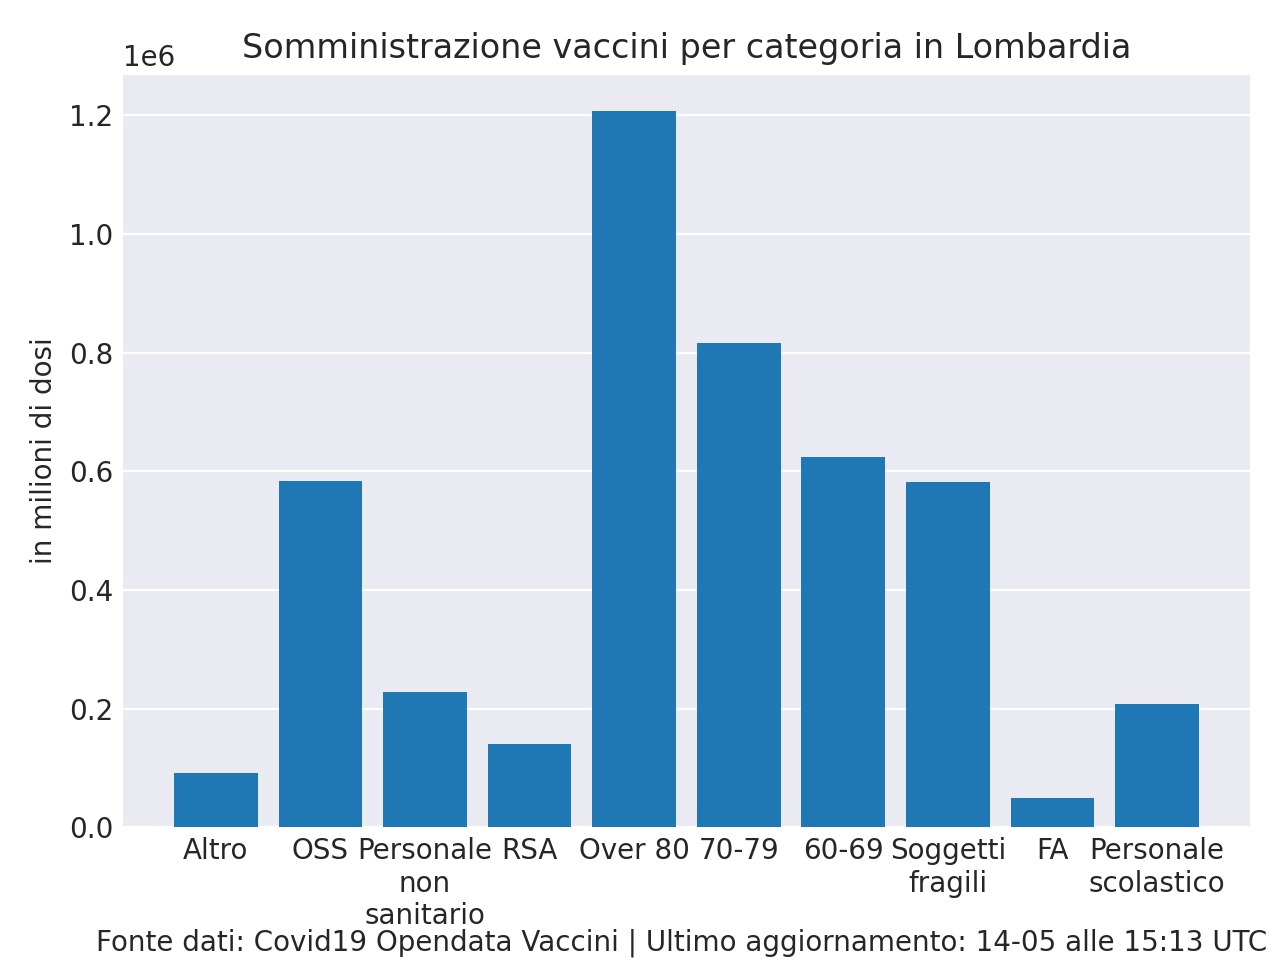 Somministrazione vaccini per categoria in Lombardia
1e6
in milioni di dosi
1.2
1.0
0.8
0.6
0.4
0.2
0.0
Altro OSS Personale non sanitario RSA Over 80 70-79 60-69 Soggetti fragili FA Personale scolastico
Fonte dati: Covid19 Opendata Vaccini | Ultimo aggiornamento: 14-05 alle 15:13 UTC